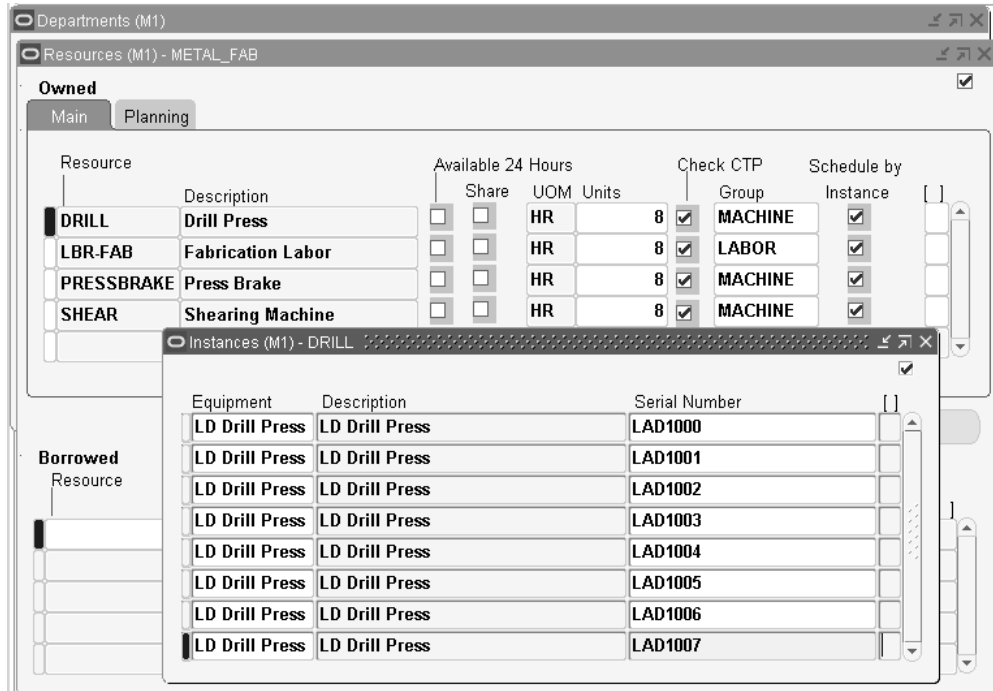 Departments (M1)
Resources (M1) - METAL_FAB
Owned
Main Planning
Resource Available 24 Hours Check CTP Schedule by
Description Share UOM Units Group Instance [ ]
DRILL Drill Press HR 8 MACHINE
LBR-FAB Fabrication Labor HR 8 LABOR
PRESSBRAKE Press Brake HR 8 MACHINE
SHEAR Shearing Machine HR 8 MACHINE
Instances (M1) - DRILL
Equipment Description Serial Number [ ]
LD Drill Press LD Drill Press LAD1000
LD Drill Press LD Drill Press LAD1001
LD Drill Press LD Drill Press LAD1002
LD Drill Press LD Drill Press LAD1003
LD Drill Press LD Drill Press LAD1004
LD Drill Press LD Drill Press LAD1005
LD Drill Press LD Drill Press LAD1006
LD Drill Press LD Drill Press LAD1007
Borrowed
Resource
]